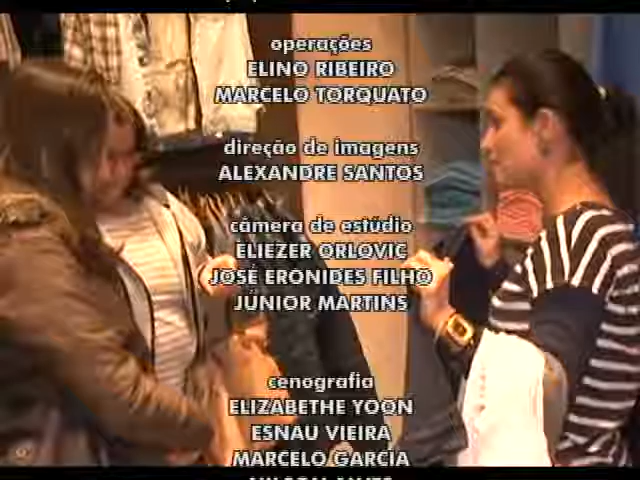 operações
ELINO RIBEIRO
MARCELO TORQUATO
direção de imagens
ALEXANDRE SANTOS
câmera de estúdio
ELIEZER ORLOVIC
JOSÉ ERONIDES FILHO
JÚNIOR MARTINS
cenografia
ELIZABETHE YOON
ESNAU VIEIRA
MARCELO GARCIA